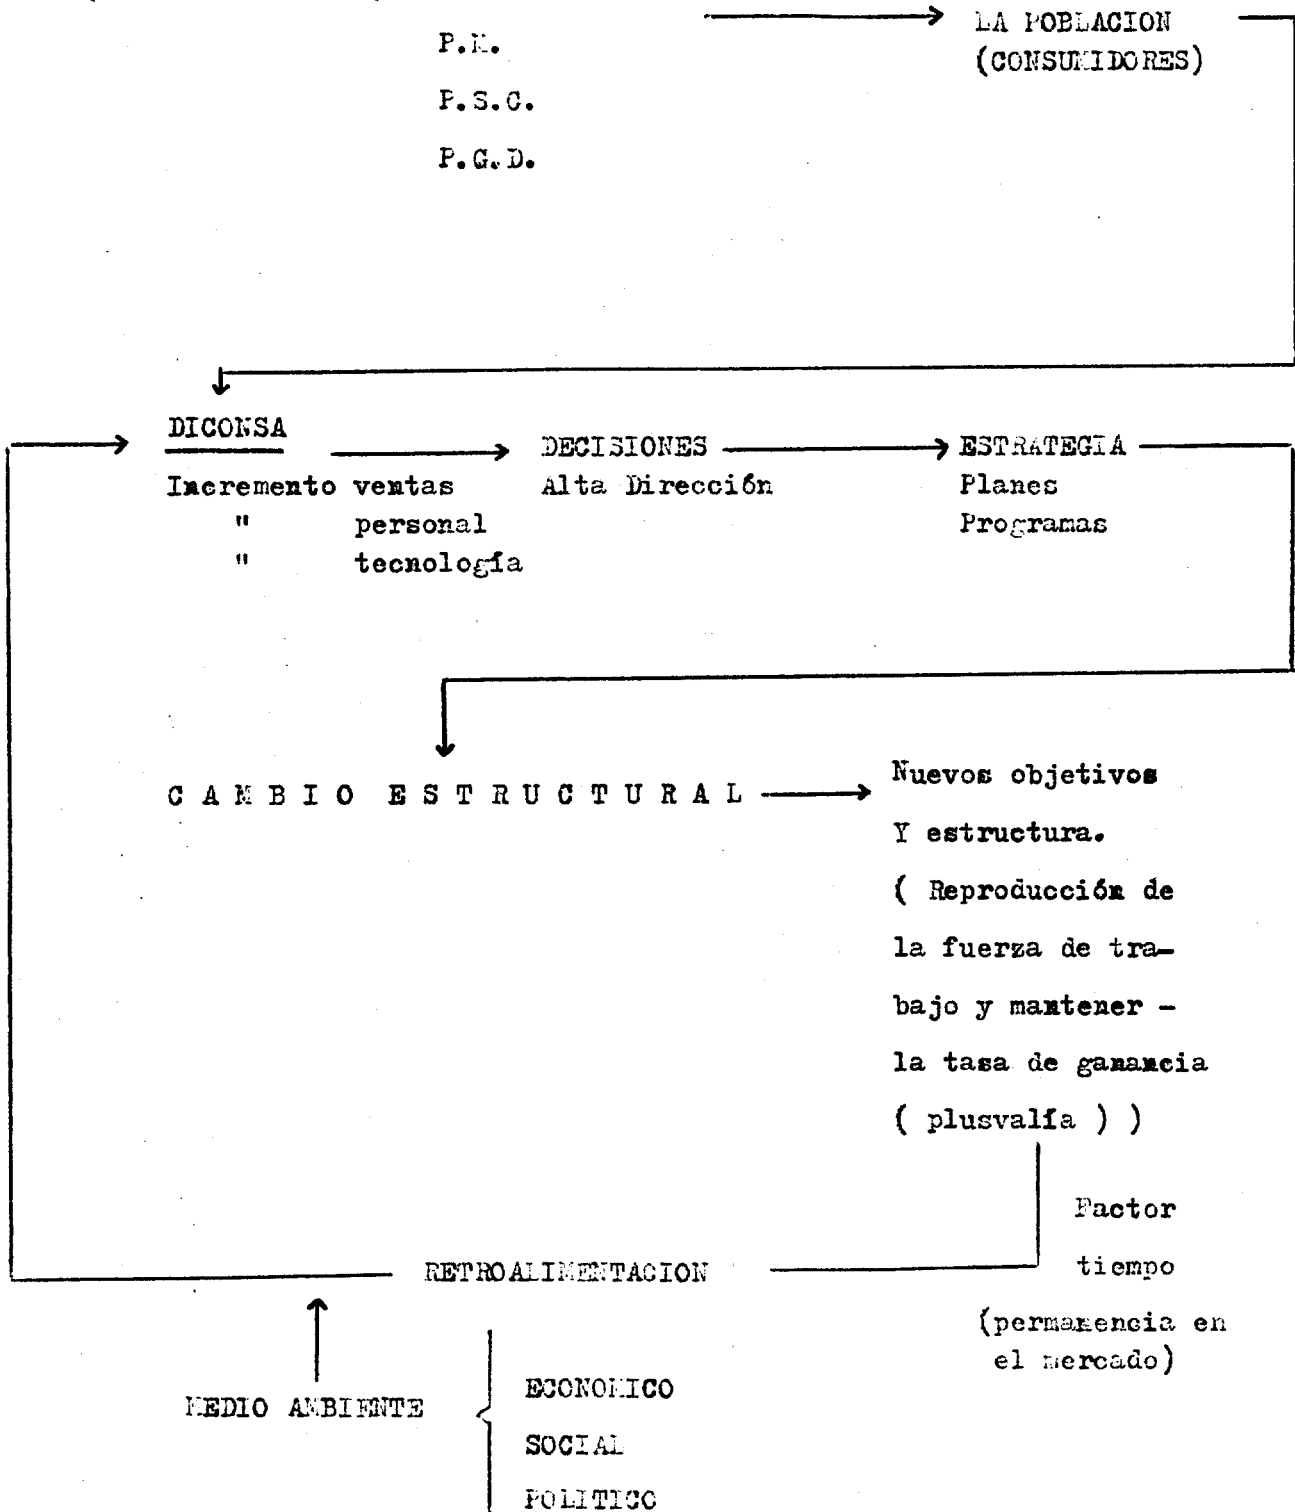 LA POBLACION
(CONSUMIDORES)
P.M.
P.S.C.
P.G.D.
DICONSA
Incremento ventas
" personal
" tecnología
DECISIONES
Alta Dirección
ESTRATEGIA
Planes
Programas
C A M B I O   E S T R U C T U R A L
Nuevos objetivos
Y estructura.
( Reproducción de
la fuerza de tra-
bajo y mantener -
la tasa de ganancia
( plusvalía ) )
Factor
tiempo
(permanencia en
el mercado)
RETROALIMENTACION
MEDIO AMBIENTE
ECONOMICO
SOCIAL
POLITICO